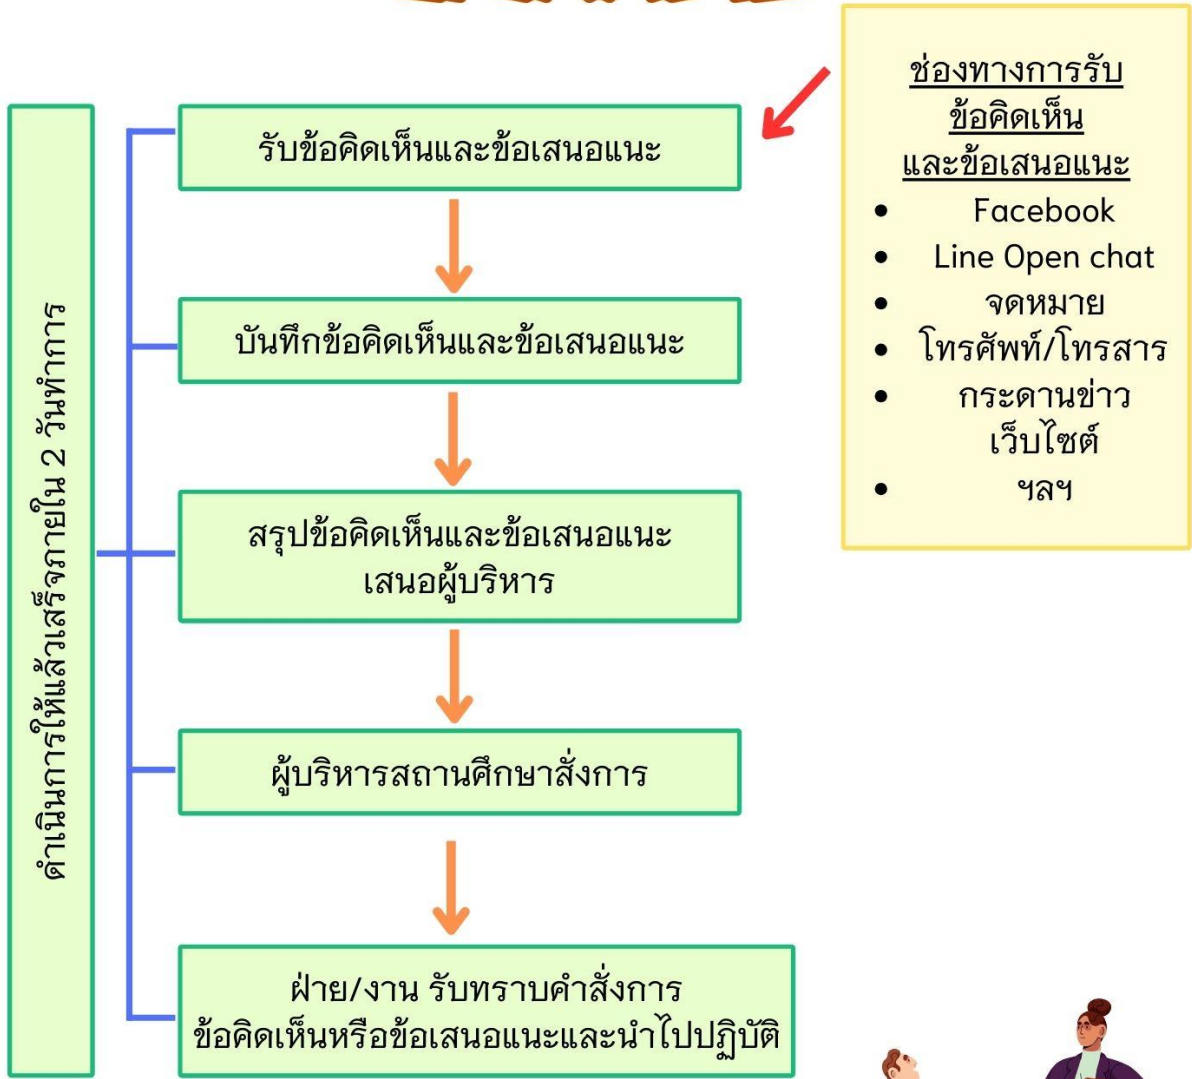 ดำเนินการให้แล้วเสร็จภายใน 2 วันทำการ
รับข้อคิดเห็นและข้อเสนอแนะ
บันทึกข้อคิดเห็นและข้อเสนอแนะ
สรุปข้อคิดเห็นและข้อเสนอแนะ
เสนอผู้บริหาร
ผู้บริหารสถานศึกษาสั่งการ
ฝ่าย/งาน รับทราบคำสั่งการ
ข้อคิดเห็นหรือข้อเสนอแนะและนำไปปฏิบัติ
ช่องทางการรับ
ข้อคิดเห็น
และข้อเสนอแนะ
• Facebook
• Line Open chat
• จดหมาย
• โทรศัพท์/โทรสาร
• กระดานข่าว
เว็บไซต์
• ฯลฯ